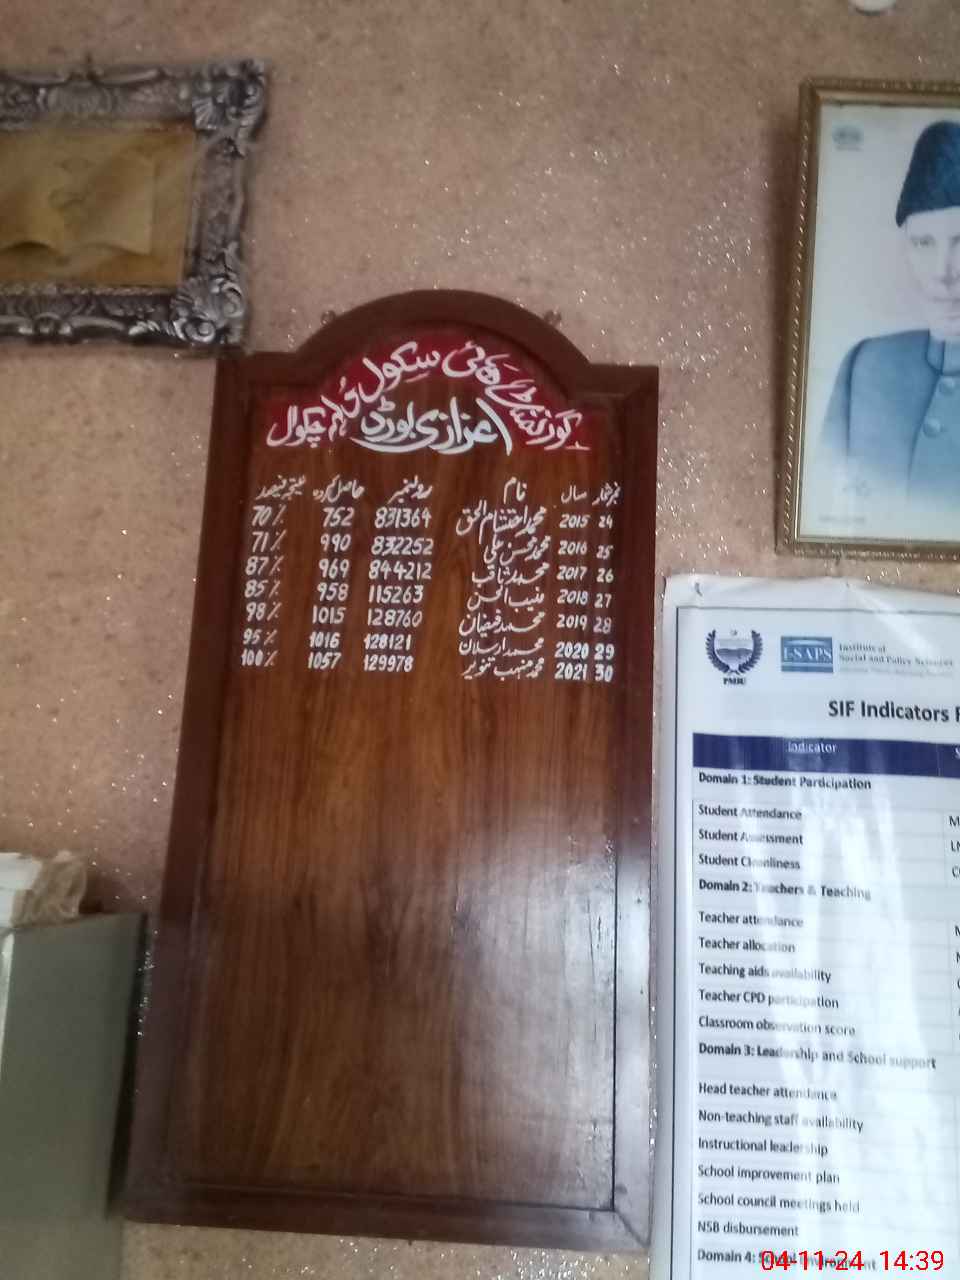 گورنمنٹ ہائی سکول چکوال
اعزازی بورڈ
نمبر شمار سال نام رولنمبر حاصل کردہ نتیجہ فیصد
24 2015 محمد احتشام الحق 831364 752 70٪
25 2016 محمد محسن علی 832252 990 71٪
26 2017 محمد ثاقب 844212 969 87٪
27 2018 منیب الحسن 115263 958 85٪
28 2019 محمد فیضان 128760 1015 98٪
29 2020 محمد ارسلان 128121 1016 95٪
30 2021 محمد منہب تنویر 129978 1057 100٪
PMIU
I-SAPS
Institute of
Social and Policy Sciences
SIF Indicators
Indicator
Domain 1: Student Participation
Student Attendance
Student Assessment
Student Cleanliness
Domain 2: Teachers & Teaching
Teacher attendance
Teacher allocation
Teaching aids availability
Teacher CPD participation
Classroom observation score
Domain 3: Leadership and School support
Head teacher attendance
Non-teaching staff availability
Instructional leadership
School improvement plan
School council meetings held
NSB disbursement
Domain 4: School Environment
04-11-24 14:39